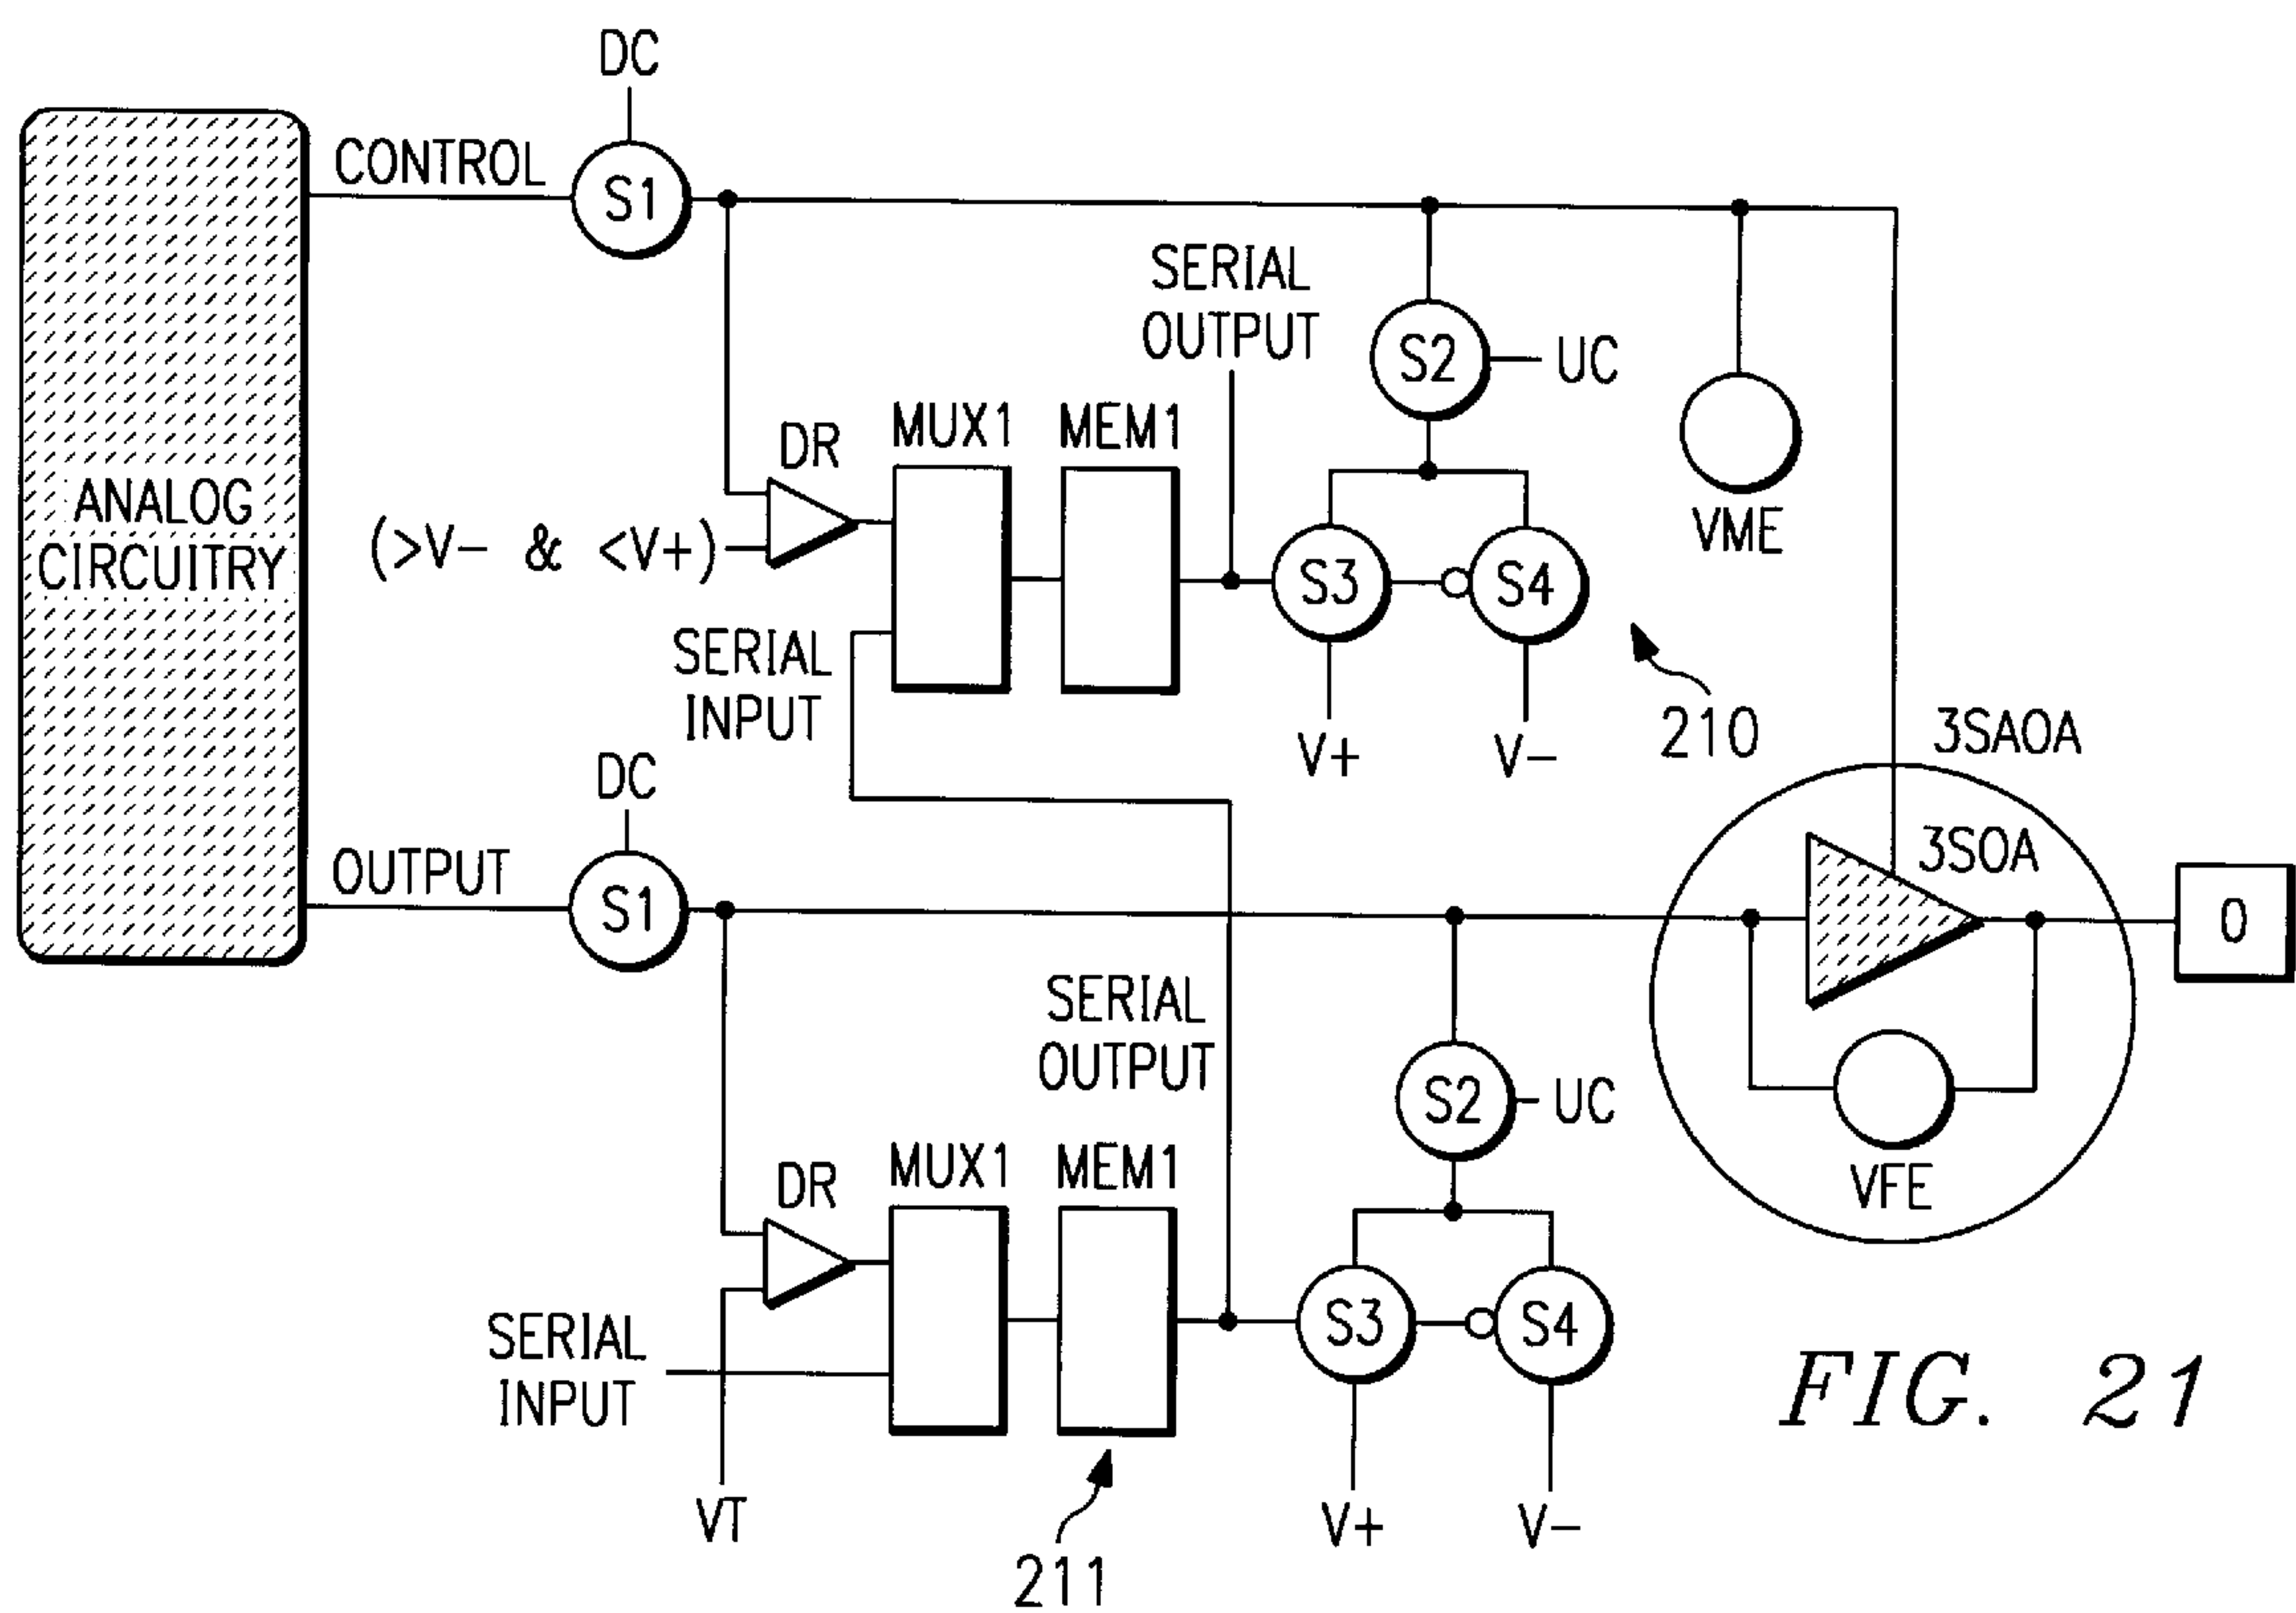 DC
CONTROL
S1
SERIAL
OUTPUT
S2
UC
DR
MUX1
MEM1
ANALOG
CIRCUITRY
(>V- & <V+)
VME
S3
S4
SERIAL
INPUT
V+
V-
210
3SAOA
DC
OUTPUT
S1
3SOA
O
SERIAL
OUTPUT
S2
UC
DR
MUX1
MEM1
VFE
SERIAL
INPUT
S3
S4
VT
V+
V-
211
FIG. 21